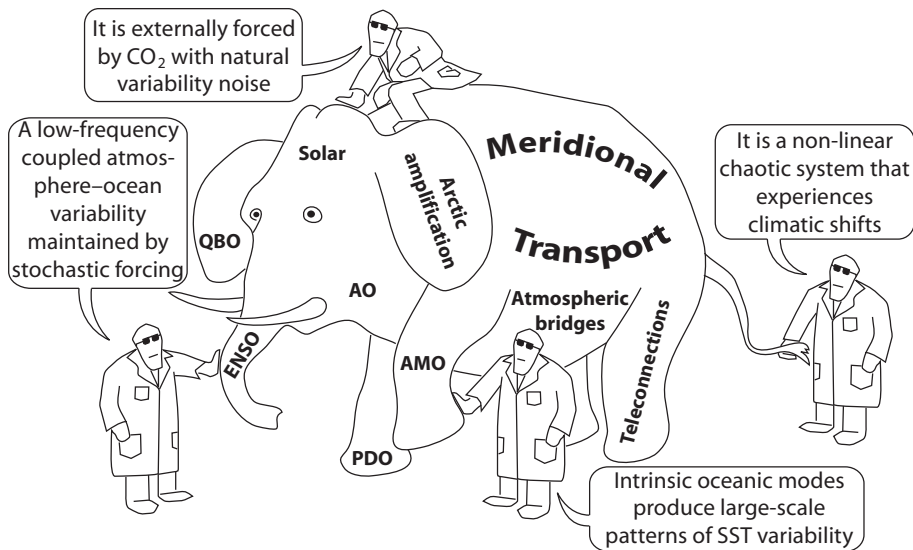 It is externally forced
by CO₂ with natural
variability noise
A low-frequency
coupled atmos-
phere–ocean
variability
maintained by
stochastic forcing
It is a non-linear
chaotic system that
experiences
climatic shifts
Solar
Arctic
amplification
Meridional
Transport
QBO
AO
Atmospheric
bridges
ENSO
AMO
Teleconnections
PDO
Intrinsic oceanic modes
produce large-scale
patterns of SST variability